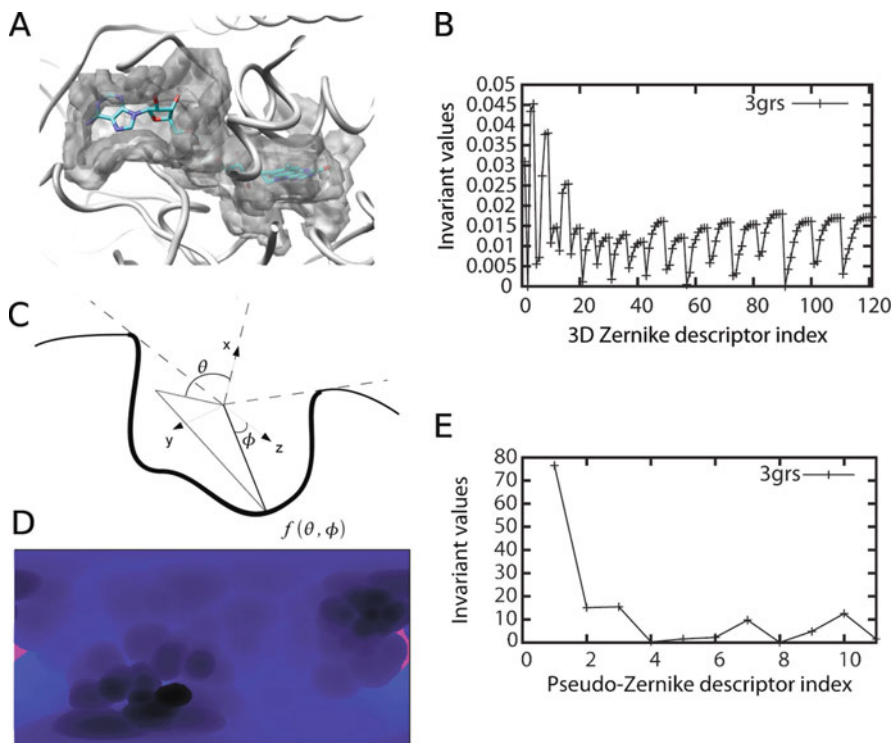 A
B
Invariant values
0.05
0.045
0.04
0.035
0.03
0.025
0.02
0.015
0.01
0.005
0
3grs
0 20 40 60 80 100 120
3D Zernike descriptor index
C
x
θ
y
ϕ
z
f(θ, ϕ)
D
E
Invariant values
80
70
60
50
40
30
20
10
0
3grs
0 2 4 6 8 10
Pseudo-Zernike descriptor index